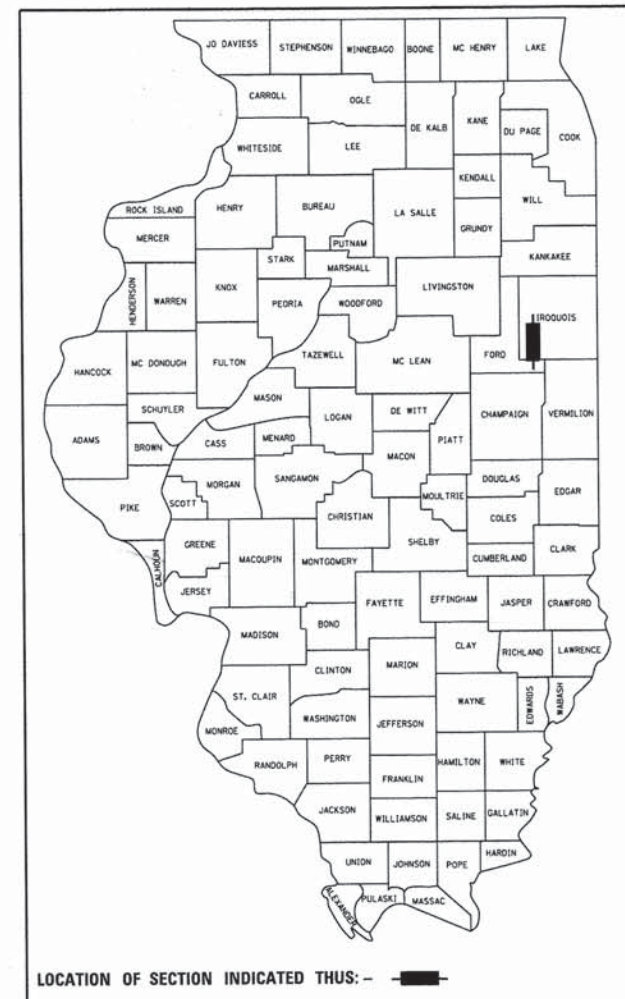 JO DAVIESS STEPHENSON WINNEBAGO BOONE MC HENRY LAKE
CARROLL OGLE DE KALB KANE DU PAGE COOK
WHITESIDE LEE KENDALL WILL
ROCK ISLAND HENRY BUREAU LA SALLE GRUNDY
MERCER PUTNAM KANKAKEE
STARK MARSHALL
HENDERSON WARREN KNOX PEORIA WOODFORD LIVINGSTON IROQUOIS
HANCOCK MC DONOUGH FULTON TAZEWELL MC LEAN FORD
SCHUYLER MASON LOGAN DE WITT CHAMPAIGN VERMILION
ADAMS BROWN CASS MENARD MACON PIATT
PIKE SCOTT MORGAN SANGAMON CHRISTIAN MOULTRIE DOUGLAS EDGAR
COLES
CALHOUN GREENE MACOUPIN MONTGOMERY SHELBY CUMBERLAND CLARK
JERSEY FAYETTE EFFINGHAM JASPER CRAWFORD
MADISON BOND CLAY RICHLAND LAWRENCE
CLINTON MARION
ST. CLAIR WASHINGTON JEFFERSON WAYNE EDWARDS WABASH
MONROE RANDOLPH PERRY HAMILTON WHITE
FRANKLIN
JACKSON WILLIAMSON SALINE GALLATIN
UNION JOHNSON POPE HARDIN
ALEXANDER PULASKI MASSAC
LOCATION OF SECTION INDICATED THUS: -